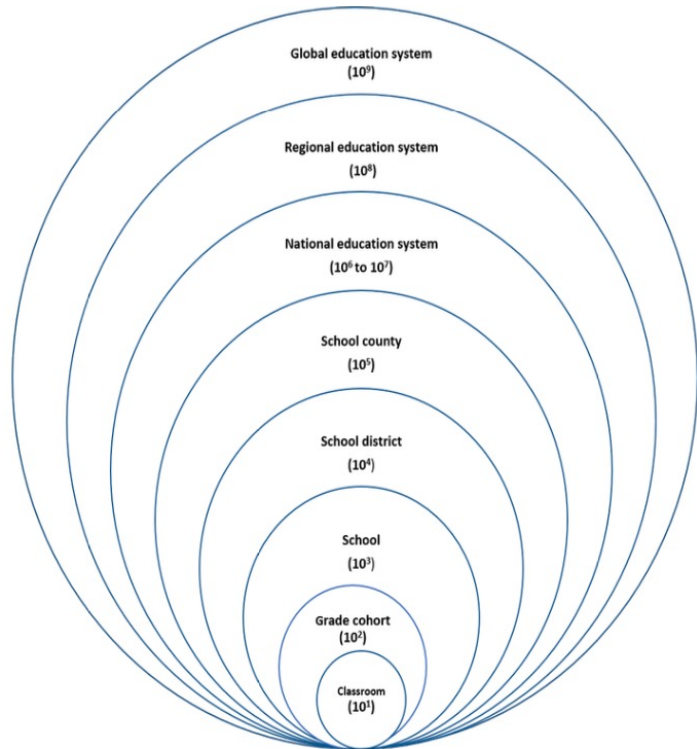 Global education system
(10⁹)
Regional education system
(10⁸)
National education system
(10⁶ to 10⁷)
School county
(10⁵)
School district
(10⁴)
School
(10³)
Grade cohort
(10²)
Classroom
(10¹)